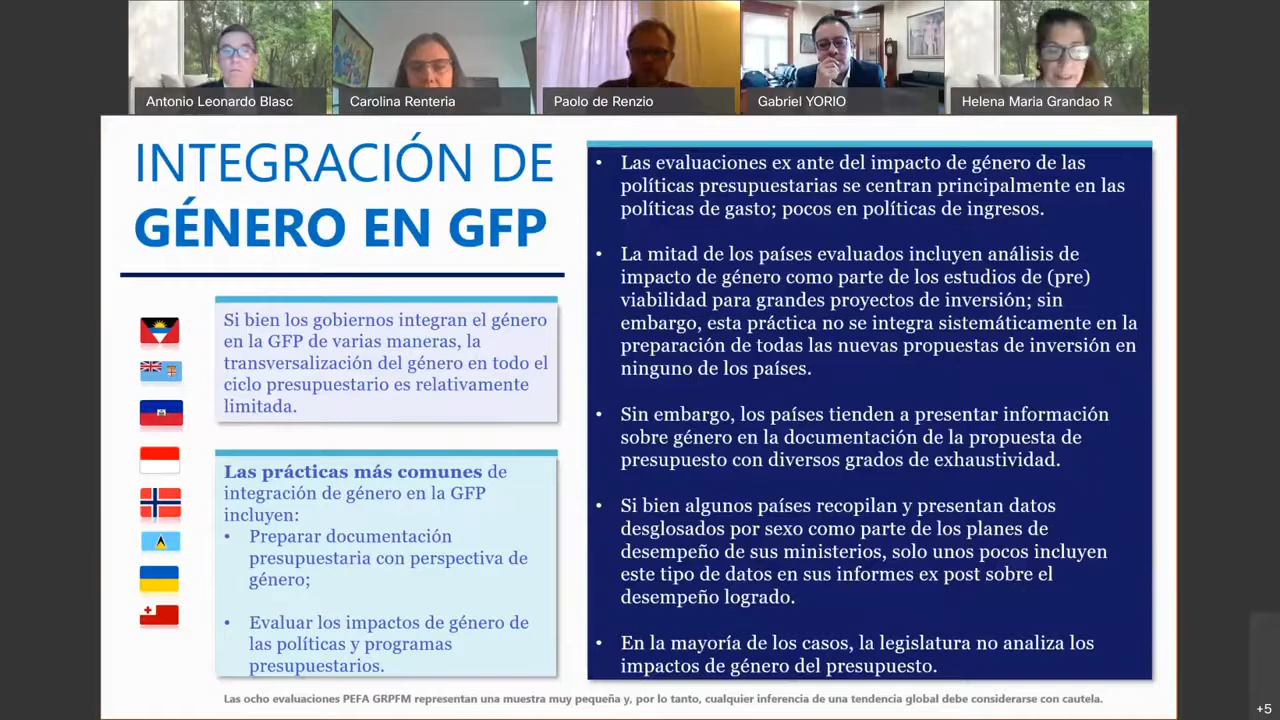 Antonio Leonardo Blasc
Carolina Renteria
Paolo de Renzio
Gabriel YORIO
Helena Maria Grandao R
INTEGRACIÓN DE
GÉNERO EN GFP
Si bien los gobiernos integran el género
en la GFP de varias maneras, la
transversalización del género en todo el
ciclo presupuestario es relativamente
limitada.
Las prácticas más comunes de
integración de género en la GFP
incluyen:
• Preparar documentación
presupuestaria con perspectiva de
género;
• Evaluar los impactos de género de
las políticas y programas
presupuestarios.
• Las evaluaciones ex ante del impacto de género de las
políticas presupuestarias se centran principalmente en las
políticas de gasto; pocos en políticas de ingresos.
• La mitad de los países evaluados incluyen análisis de
impacto de género como parte de los estudios de (pre)
viabilidad para grandes proyectos de inversión; sin
embargo, esta práctica no se integra sistemáticamente en la
preparación de todas las nuevas propuestas de inversión en
ninguno de los países.
• Sin embargo, los países tienden a presentar información
sobre género en la documentación de la propuesta de
presupuesto con diversos grados de exhaustividad.
• Si bien algunos países recopilan y presentan datos
desglosados por sexo como parte de los planes de
desempeño de sus ministerios, solo unos pocos incluyen
este tipo de datos en sus informes ex post sobre el
desempeño logrado.
• En la mayoría de los casos, la legislatura no analiza los
impactos de género del presupuesto.
Las ocho evaluaciones PEFA GRPFM representan una muestra muy pequeña y, por lo tanto, cualquier inferencia de una tendencia global debe considerarse con cautela.
+5